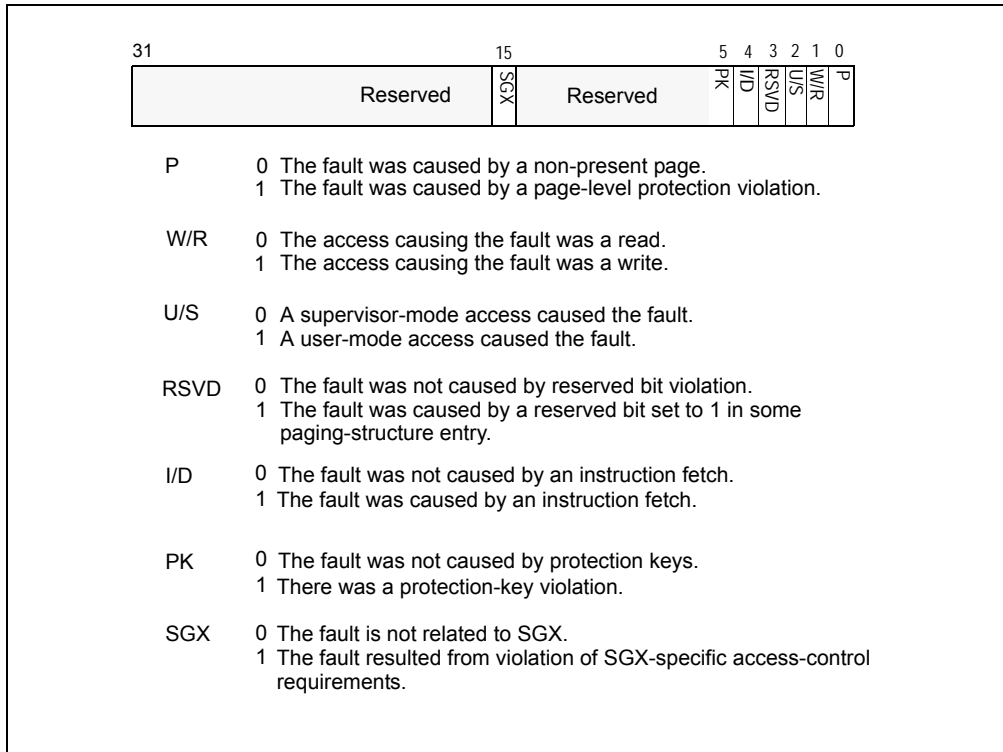 31 15 5 4 3 2 1 0
Reserved SGX Reserved PK I/D RSVD U/S W/R P
P 0 The fault was caused by a non-present page.
1 The fault was caused by a page-level protection violation.
W/R 0 The access causing the fault was a read.
1 The access causing the fault was a write.
U/S 0 A supervisor-mode access caused the fault.
1 A user-mode access caused the fault.
RSVD 0 The fault was not caused by reserved bit violation.
1 The fault was caused by a reserved bit set to 1 in some
paging-structure entry.
I/D 0 The fault was not caused by an instruction fetch.
1 The fault was caused by an instruction fetch.
PK 0 The fault was not caused by protection keys.
1 There was a protection-key violation.
SGX 0 The fault is not related to SGX.
1 The fault resulted from violation of SGX-specific access-control
requirements.